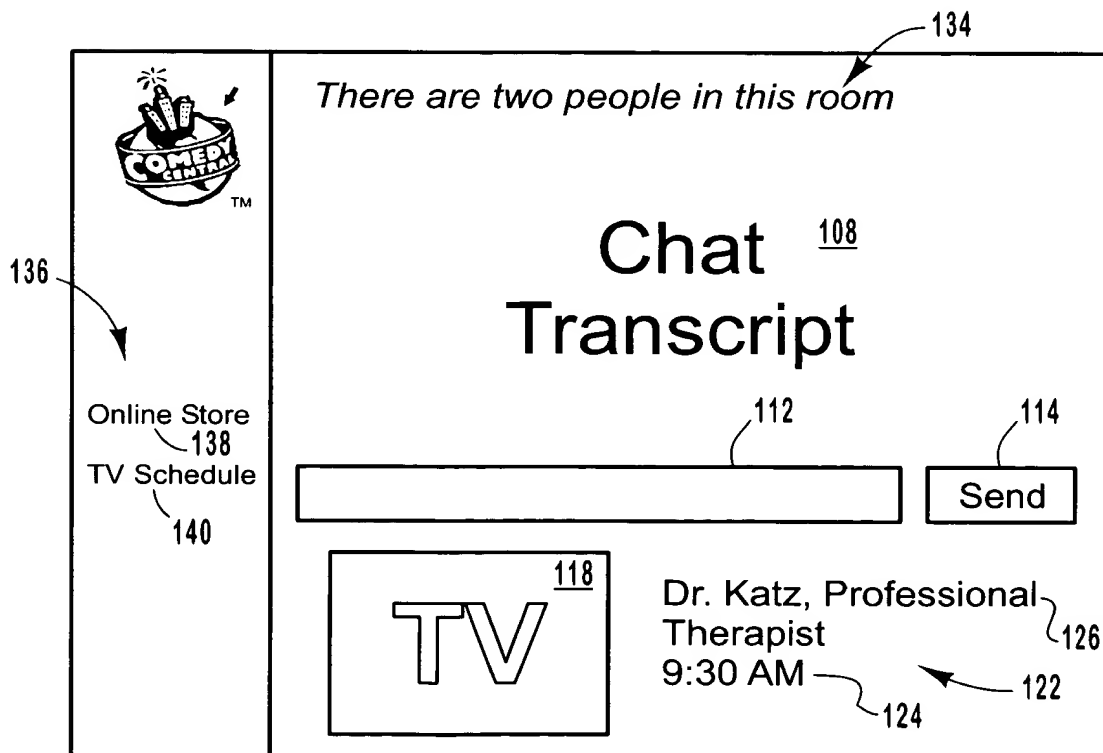 134
There are two people in this room
COMEDY
CENTRAL
TM
Chat 108
Transcript
136
Online Store
138
TV Schedule
140
112
114
Send
118
TV
Dr. Katz, Professional
Therapist
126
9:30 AM
122
124